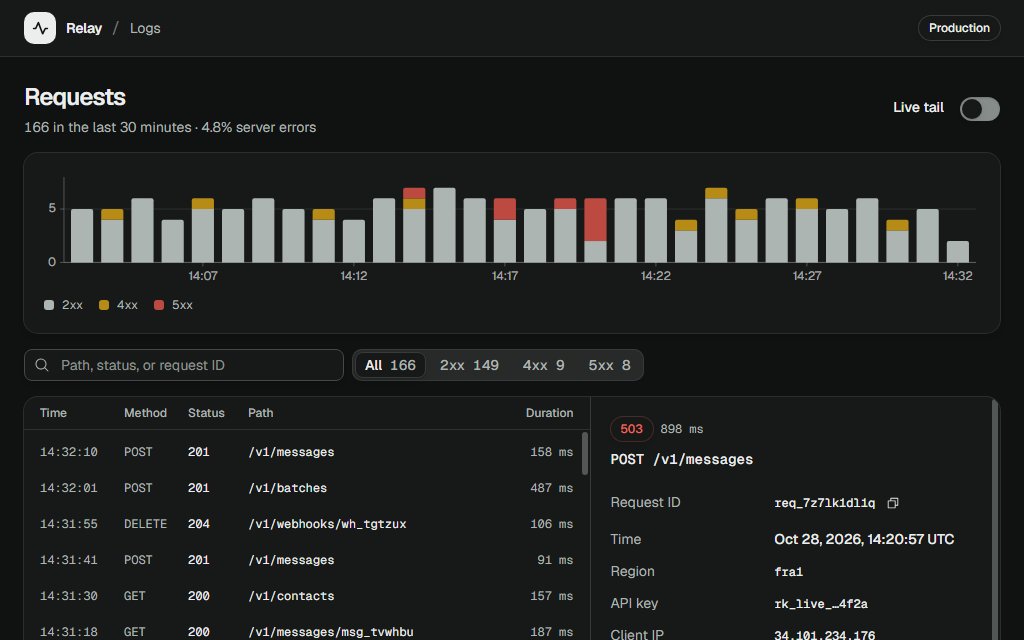 Relay / Logs
Production
Requests
166 in the last 30 minutes · 4.8% server errors
Live tail
5
0
14:07 14:12 14:17 14:22 14:27 14:32
2xx 4xx 5xx
Path, status, or request ID
All 166 2xx 149 4xx 9 5xx 8
Time Method Status Path Duration
14:32:10 POST 201 /v1/messages 158 ms
14:32:01 POST 201 /v1/batches 487 ms
14:31:55 DELETE 204 /v1/webhooks/wh_tgtzux 106 ms
14:31:41 POST 201 /v1/messages 91 ms
14:31:30 GET 200 /v1/contacts 157 ms
14:31:18 GET 200 /v1/messages/msg_tvwhbu 187 ms
503 898 ms
POST /v1/messages
Request ID req_7z7lk1dl1q
Time Oct 28, 2026, 14:20:57 UTC
Region fra1
API key rk_live_…4f2a
Client IP 34.101.234.176